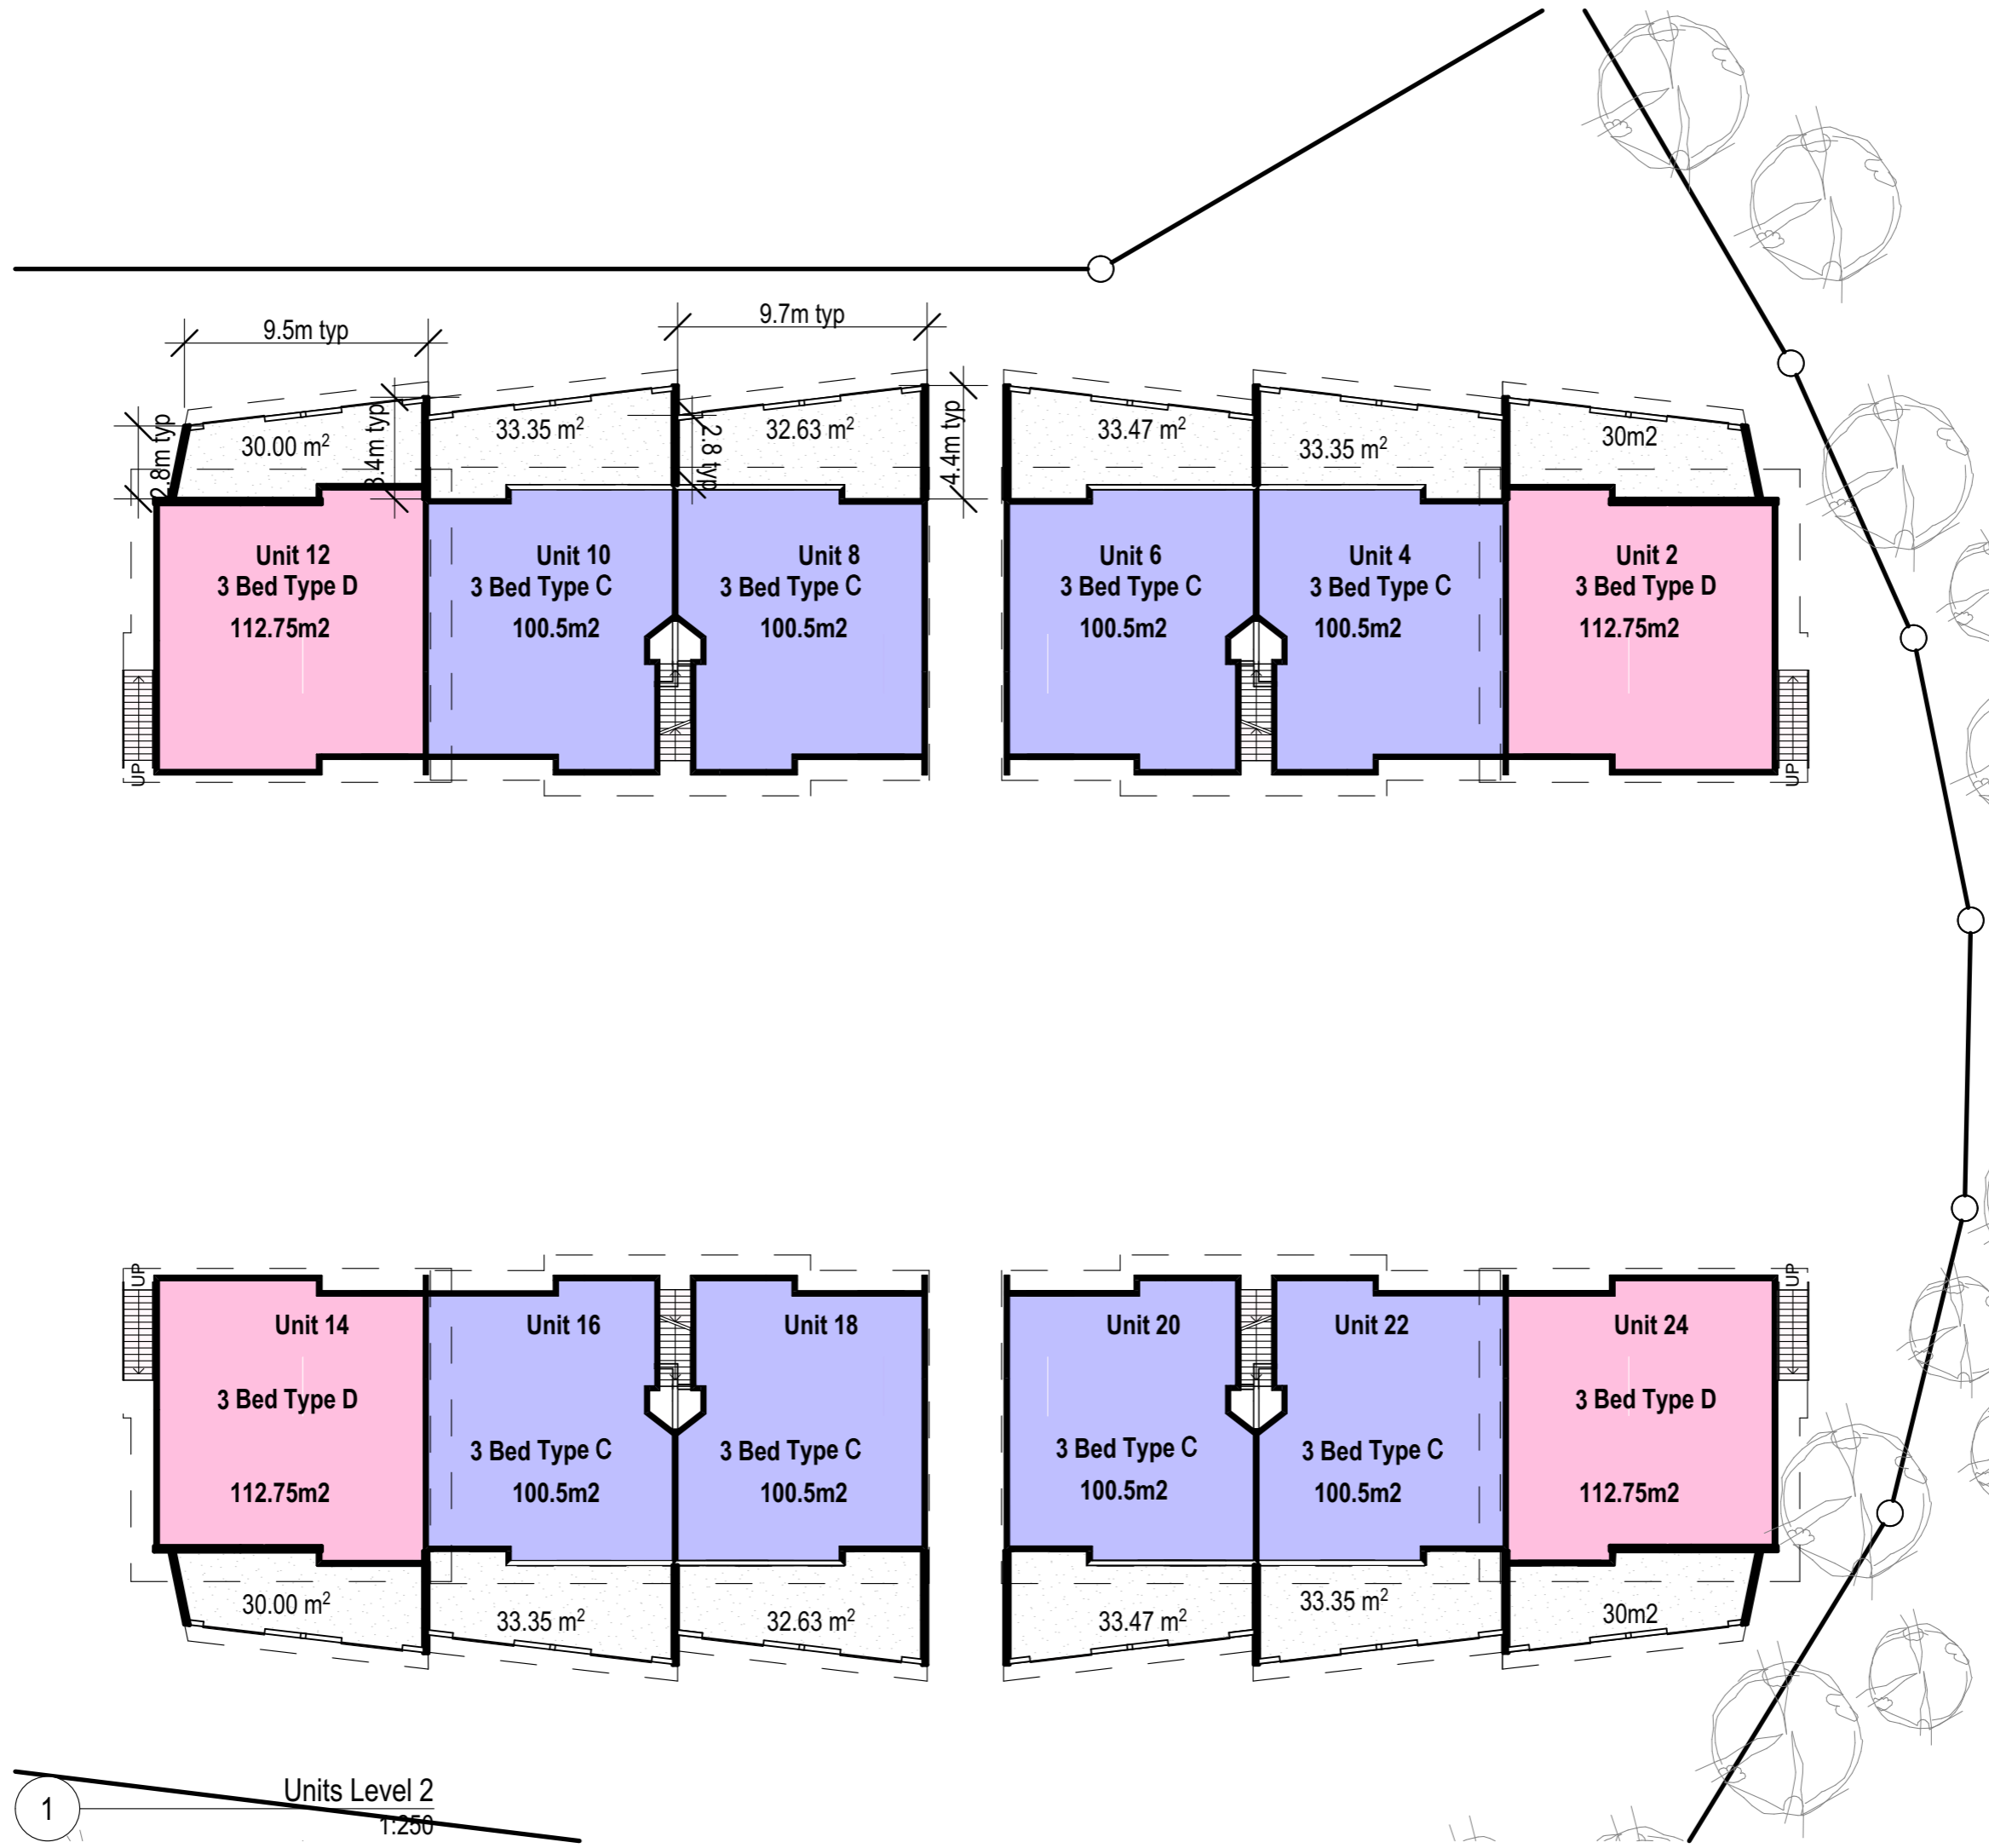 9.5m typ
9.7m typ
2.8m typ
3.4m typ
2.8 typ
4.4m typ
30.00 m²
33.35 m²
32.63 m²
33.47 m²
33.35 m²
30m2
Unit 12
3 Bed Type D
112.75m2
Unit 10
3 Bed Type C
100.5m2
Unit 8
3 Bed Type C
100.5m2
Unit 6
3 Bed Type C
100.5m2
Unit 4
3 Bed Type C
100.5m2
Unit 2
3 Bed Type D
112.75m2
UP
UP
UP
UP
Unit 14
3 Bed Type D
112.75m2
Unit 16
3 Bed Type C
100.5m2
Unit 18
3 Bed Type C
100.5m2
Unit 20
3 Bed Type C
100.5m2
Unit 22
3 Bed Type C
100.5m2
Unit 24
3 Bed Type D
112.75m2
30.00 m²
33.35 m²
32.63 m²
33.47 m²
33.35 m²
30m2
1
Units Level 2
1:250